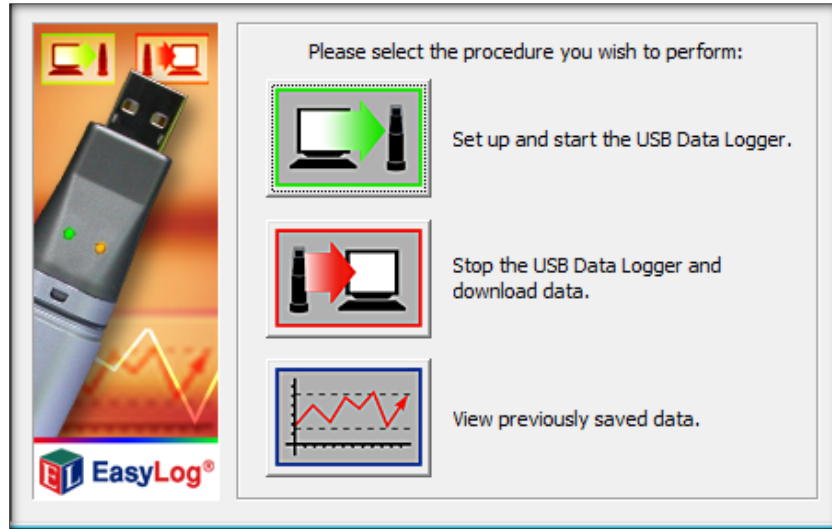 Please select the procedure you wish to perform:
Set up and start the USB Data Logger.
Stop the USB Data Logger and
download data.
View previously saved data.
EL EasyLog®